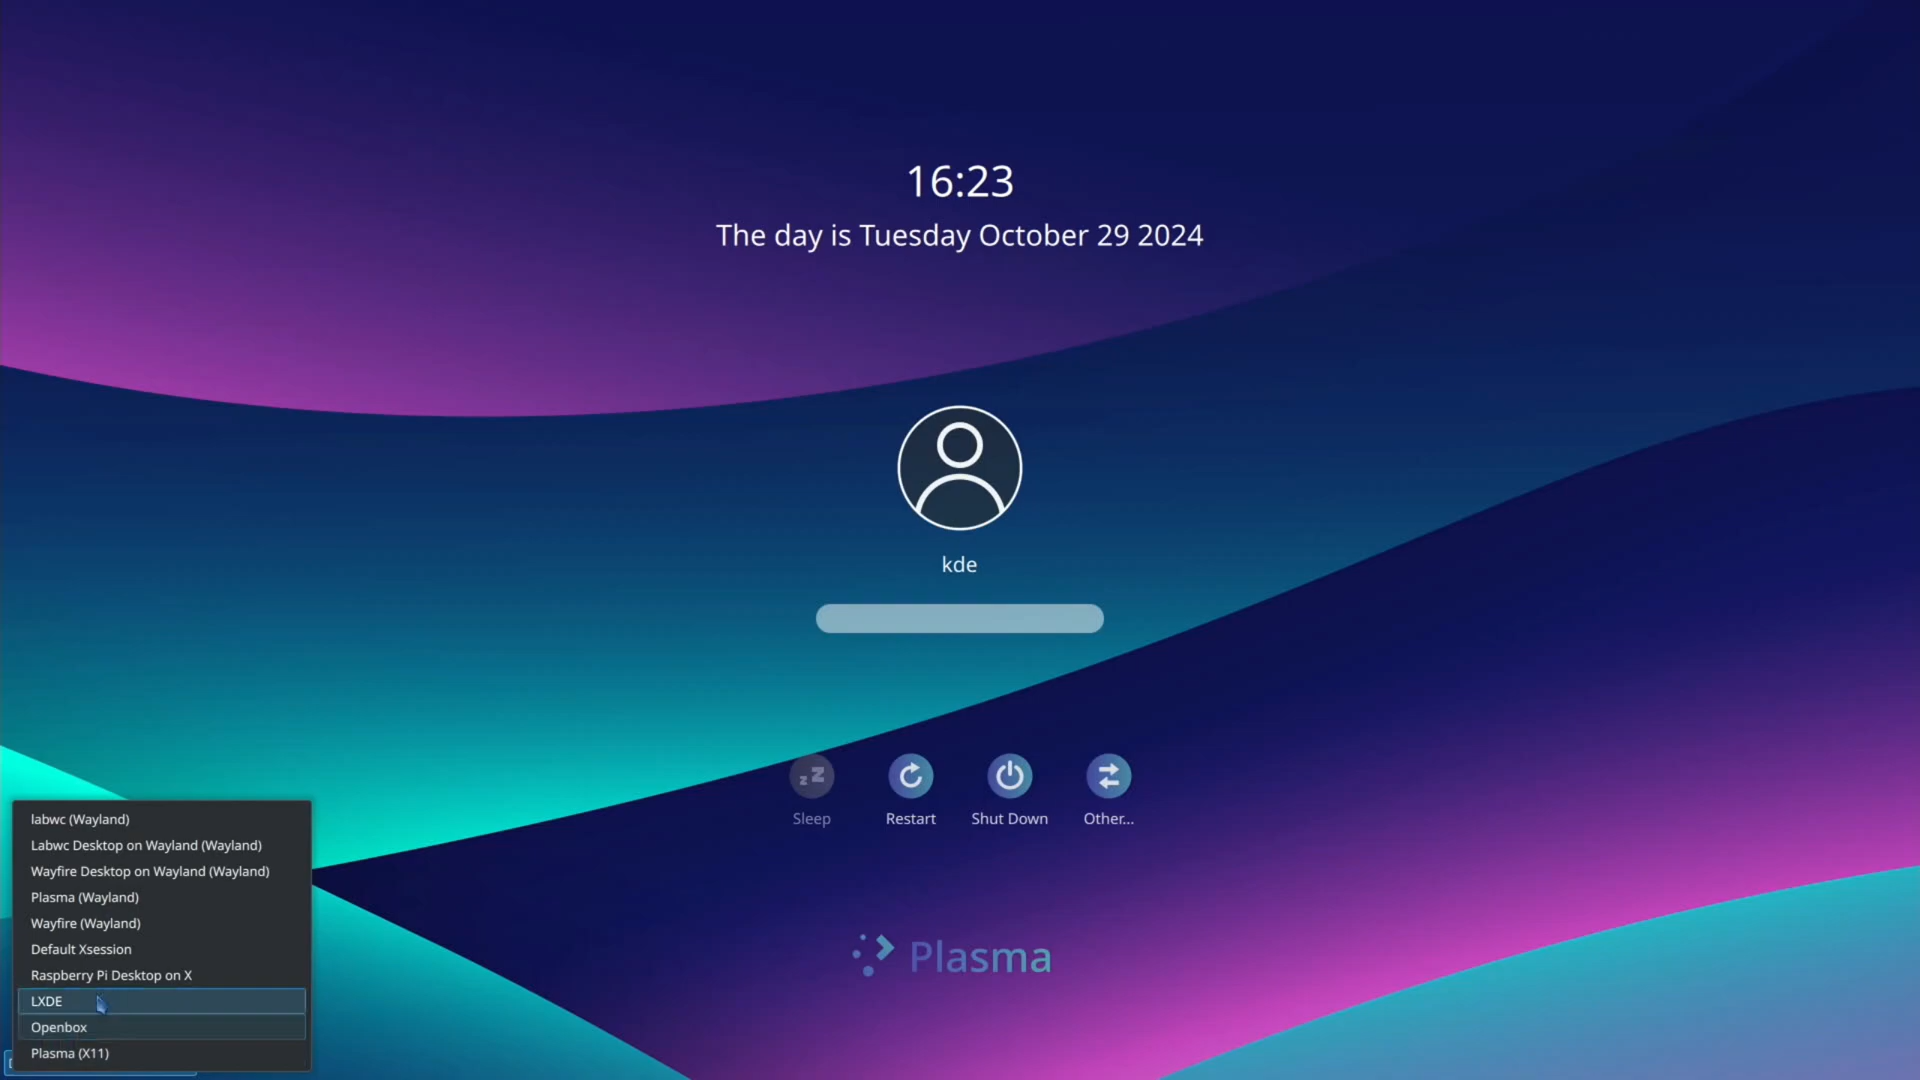 16:23
The day is Tuesday October 29 2024
kde
Sleep
Restart
Shut Down
Other...
labwc (Wayland)
Labwc Desktop on Wayland (Wayland)
Wayfire Desktop on Wayland (Wayland)
Plasma (Wayland)
Wayfire (Wayland)
Default Xsession
Raspberry Pi Desktop on X
LXDE
Openbox
Plasma (X11)
Plasma